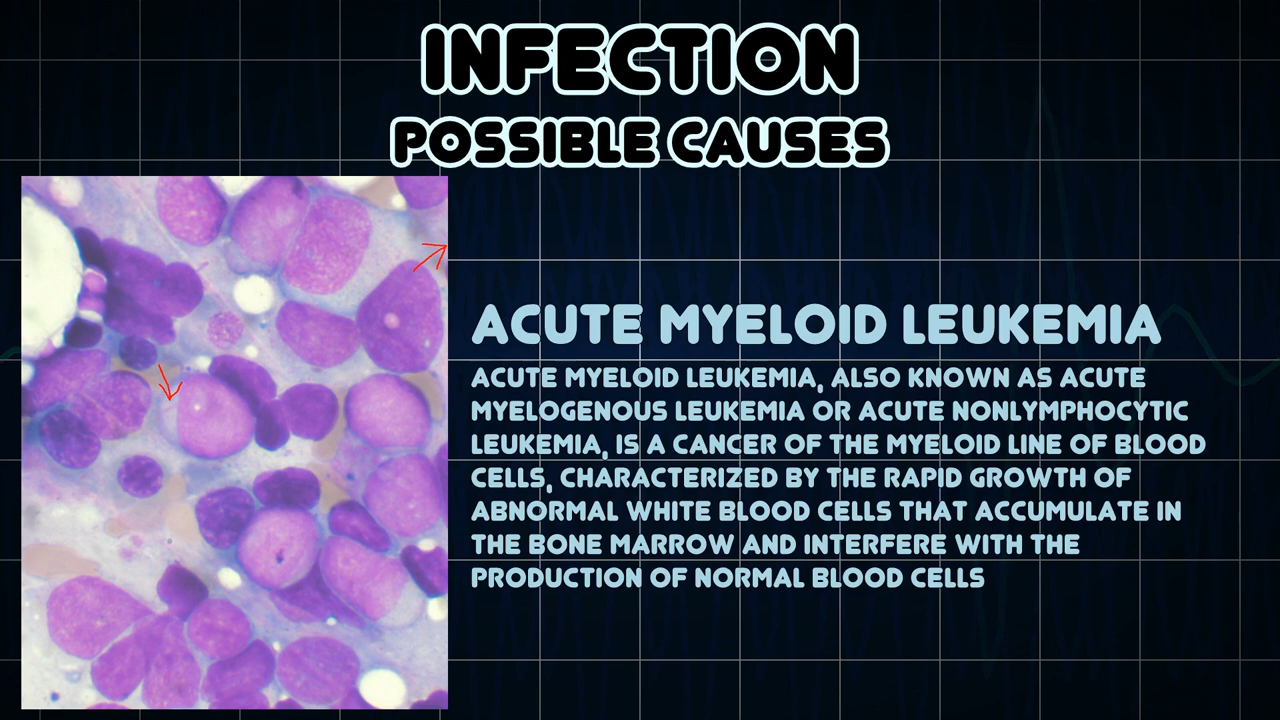 INFECTION
POSSIBLE CAUSES
ACUTE MYELOID LEUKEMIA
ACUTE MYELOID LEUKEMIA, ALSO KNOWN AS ACUTE
MYELOGENOUS LEUKEMIA OR ACUTE NONLYMPHOCYTIC
LEUKEMIA, IS A CANCER OF THE MYELOID LINE OF BLOOD
CELLS, CHARACTERIZED BY THE RAPID GROWTH OF
ABNORMAL WHITE BLOOD CELLS THAT ACCUMULATE IN
THE BONE MARROW AND INTERFERE WITH THE
PRODUCTION OF NORMAL BLOOD CELLS